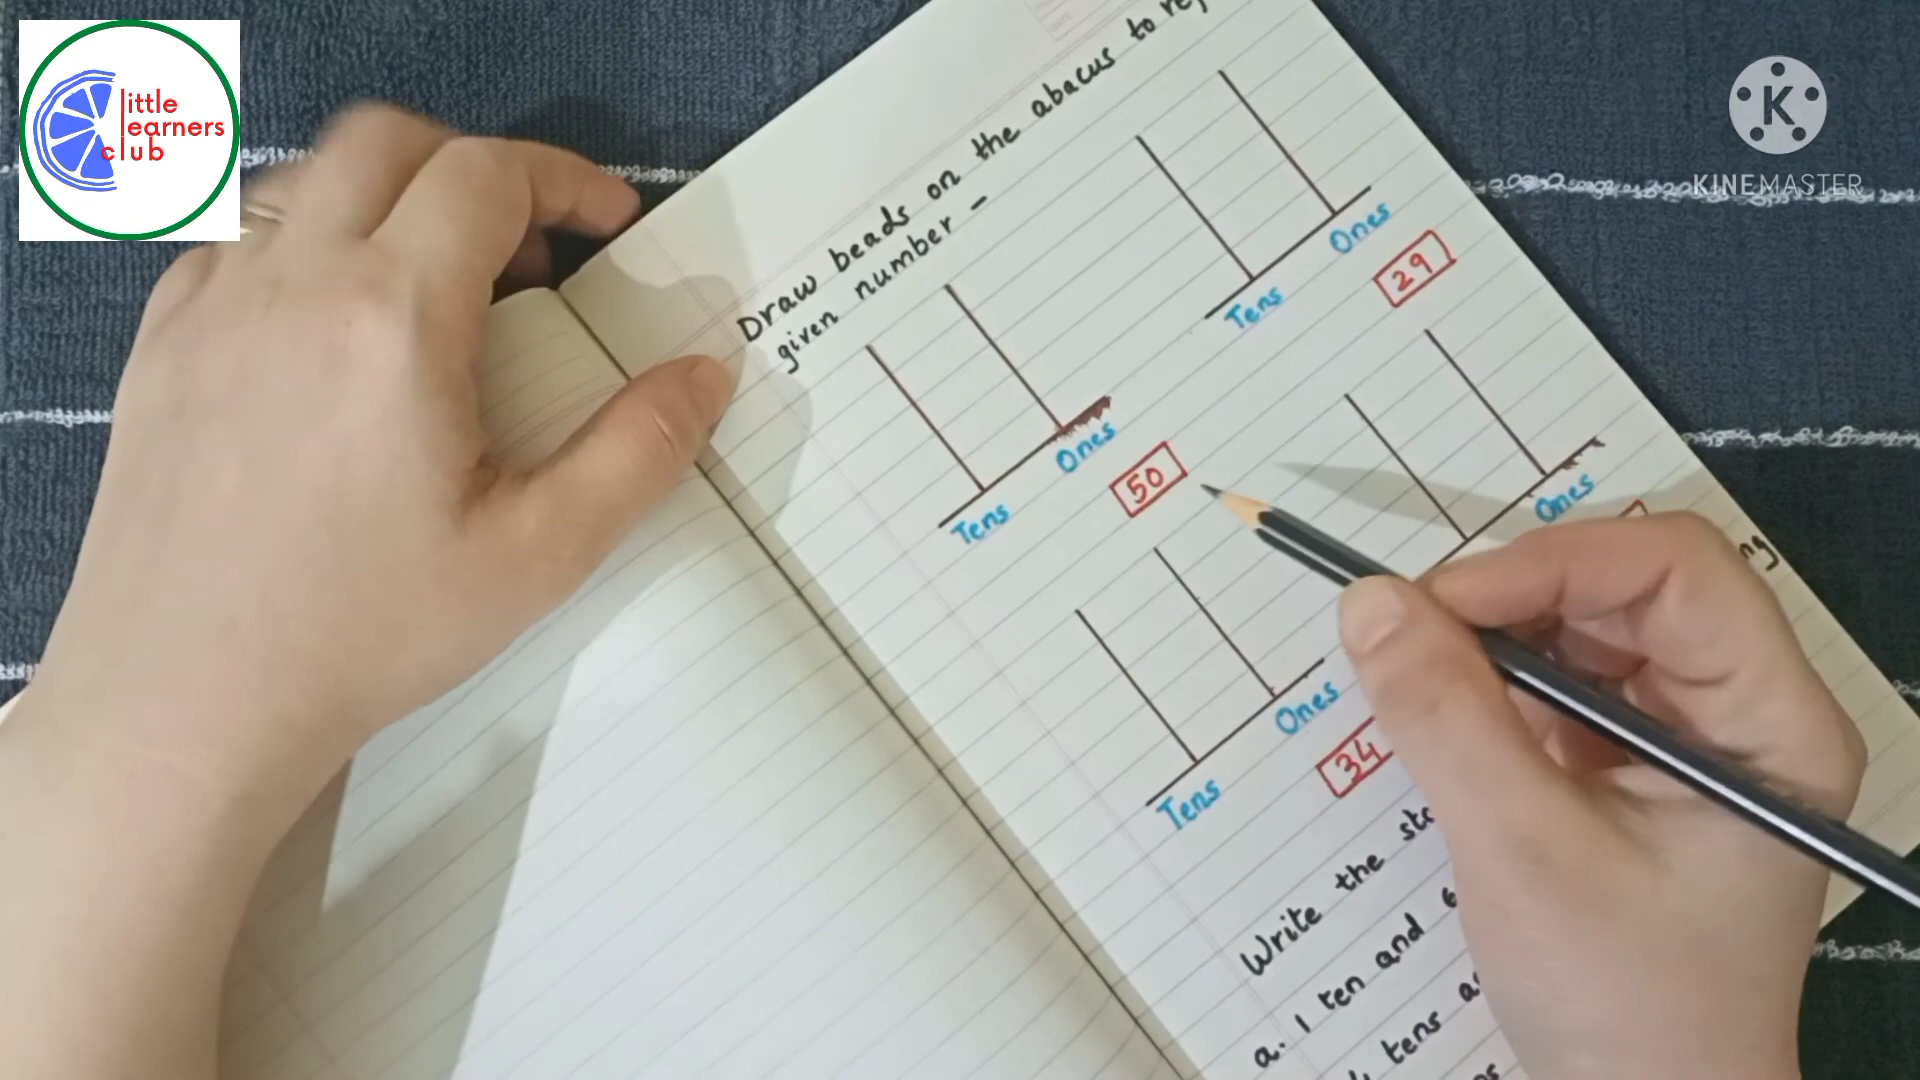 little
learners
club
KINEMASTER
Draw beads on the abacus to
given number -
Tens Ones
50
Tens Ones
29
Tens Ones
34
Ones
Write the
a. 1 ten and
tens